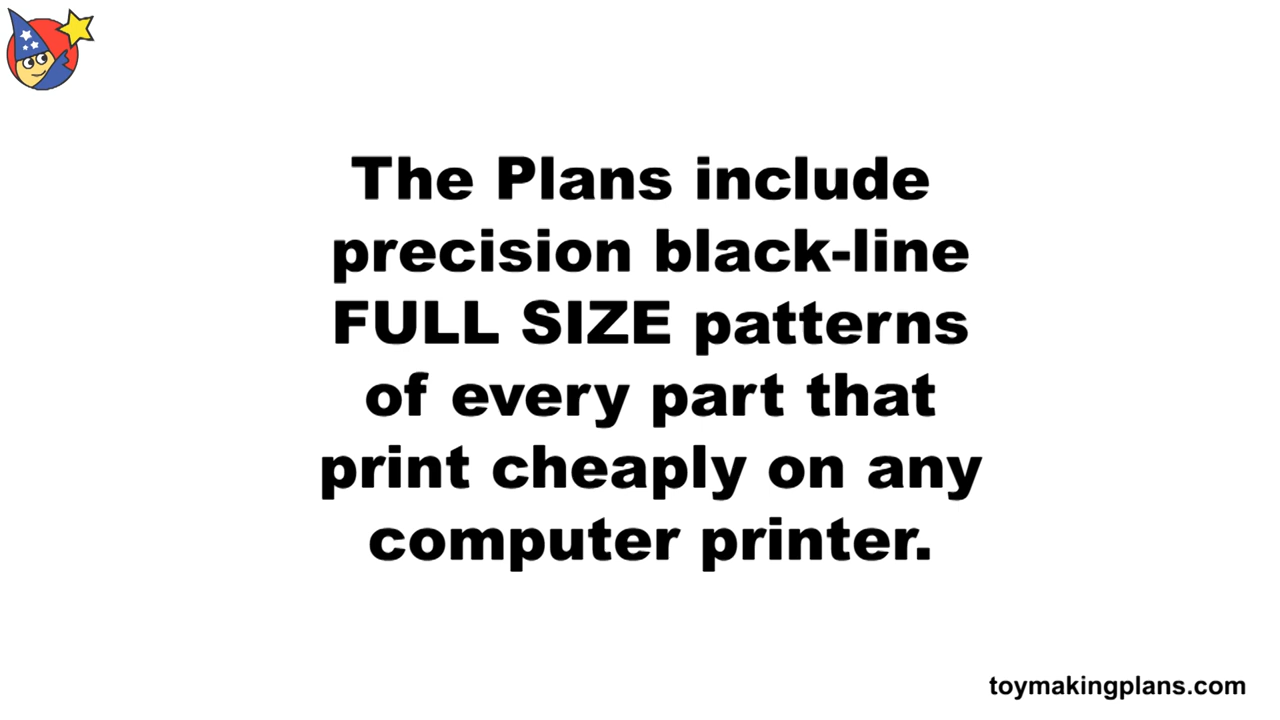 The Plans include
precision black-line
FULL SIZE patterns
of every part that
print cheaply on any
computer printer.
toymakingplans.com